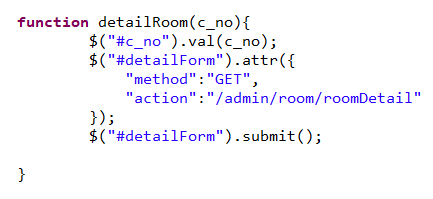 function detailRoom(c_no){
        $("#c_no").val(c_no);
        $("#detailForm").attr({
            "method":"GET",
            "action":"/admin/room/roomDetail"
        });
        $("#detailForm").submit();
}